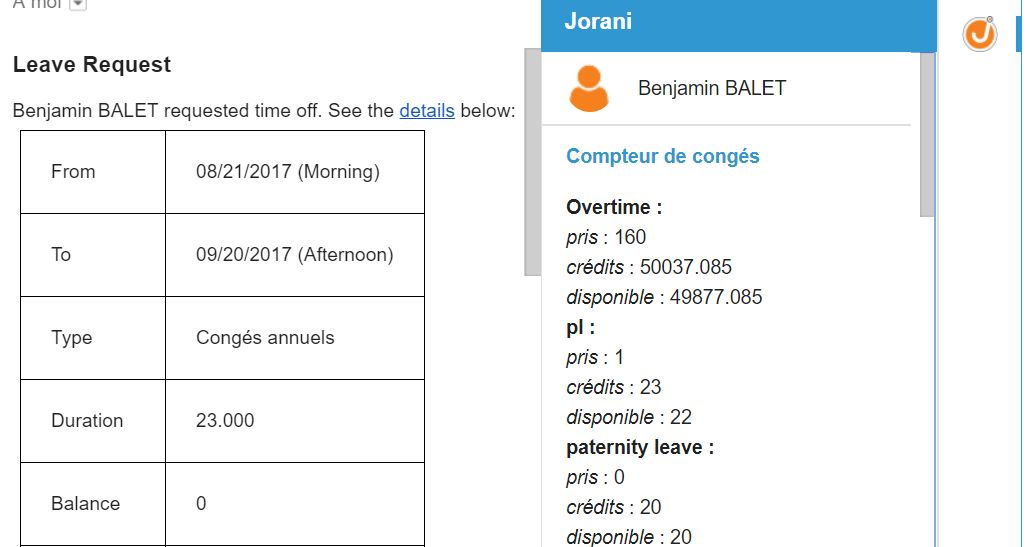 A moi
Leave Request
Benjamin BALET requested time off. See the details below:
From 08/21/2017 (Morning)
To 09/20/2017 (Afternoon)
Type Congés annuels
Duration 23.000
Balance 0
Jorani
Benjamin BALET
Compteur de congés
Overtime :
pris : 160
crédits : 50037.085
disponible : 49877.085
pl :
pris : 1
crédits : 23
disponible : 22
paternity leave :
pris : 0
crédits : 20
disponible : 20